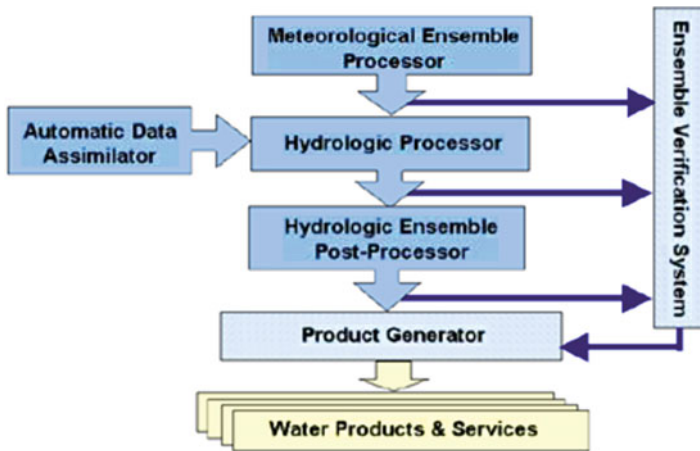 Meteorological Ensemble
Processor
Automatic Data
Assimilator
Hydrologic Processor
Hydrologic Ensemble
Post-Processor
Product Generator
Water Products & Services
Ensemble Verification System